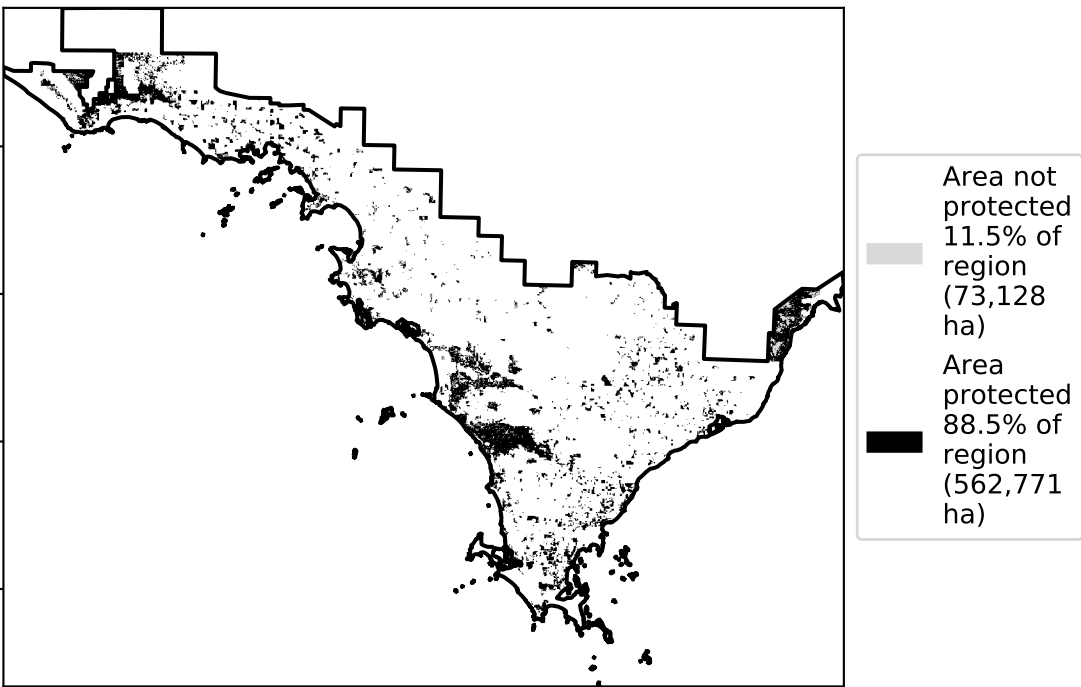 Area not
protected
11.5% of
region
(73,128
ha)
Area
protected
88.5% of
region
(562,771
ha)